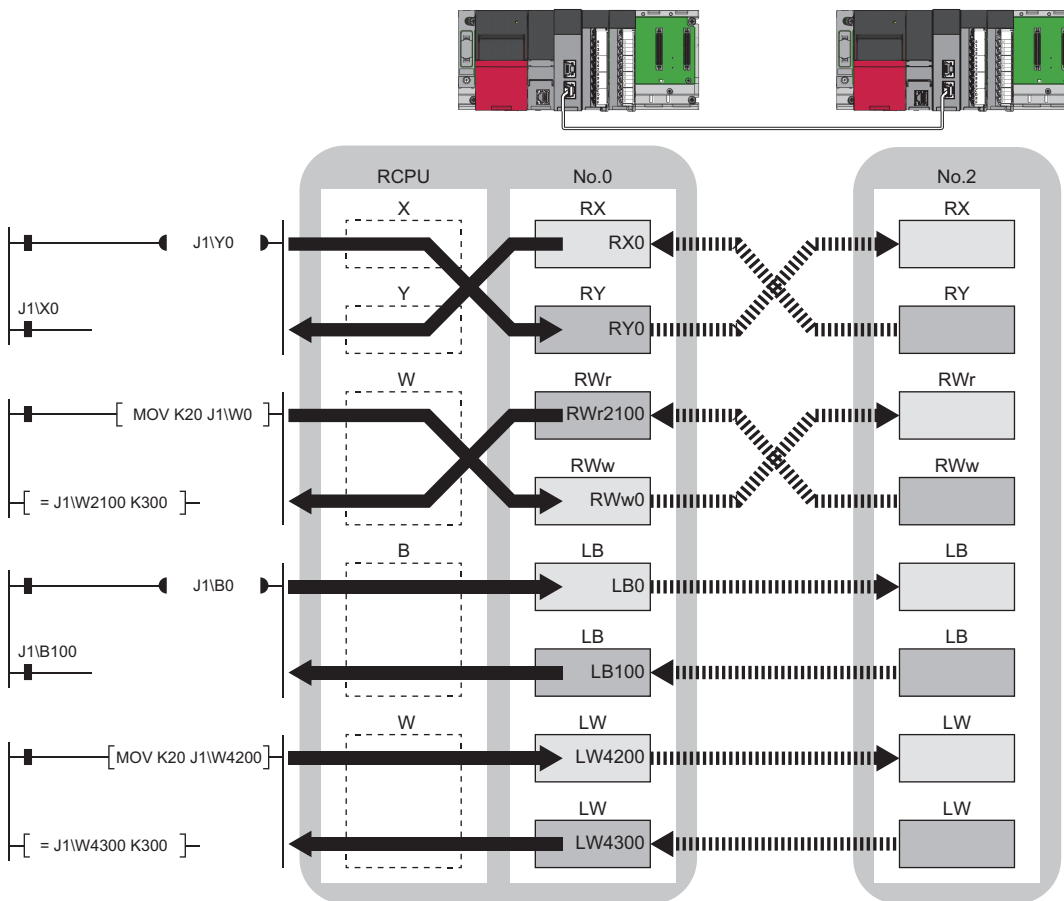 RCPU No.0 No.2
X RX RX
J1\Y0 RX0
Y RY RY
J1\X0 RY0
W RWr RWr
MOV K20 J1\W0 RWr2100
RWw RWw
= J1\W2100 K300 RWw0
B LB LB
J1\B0 LB0
LB LB
J1\B100 LB100
W LW LW
MOV K20 J1\W4200 LW4200
LW LW
= J1\W4300 K300 LW4300